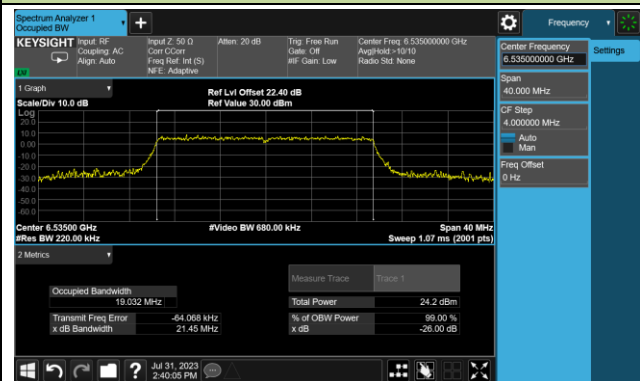 Spectrum Analyzer 1
Occupied BW
Frequency
KEYSIGHT
Input: RF
Coupling: AC
Align: Auto
Input Z: 50 Ω
Corr CCorr
Freq Ref: Int (S)
NFE: Adaptive
Atten: 20 dB
Trig: Free Run
Gate: Off
#IF Gain: Low
Center Freq: 6.535000000 GHz
Avg|Hold:>10/10
Radio Std: None
Center Frequency
6.535000000 GHz
Settings
Span
40.000 MHz
CF Step
4.000000 MHz
Auto
Man
Freq Offset
0 Hz
1 Graph
Scale/Div 10.0 dB
Ref Lvl Offset 22.40 dB
Ref Value 30.00 dBm
Log
20.0
10.0
0.00
-10.0
-20.0
-30.0
-40.0
-50.0
-60.0
Center 6.53500 GHz
#Res BW 220.00 kHz
#Video BW 680.00 kHz
Span 40 MHz
Sweep 1.07 ms (2001 pts)
2 Metrics
Measure Trace
Trace 1
Occupied Bandwidth
19.032 MHz
Total Power
24.2 dBm
Transmit Freq Error
-64.068 kHz
% of OBW Power
99.00 %
x dB Bandwidth
21.45 MHz
x dB
-26.00 dB
Jul 31, 2023
2:40:05 PM